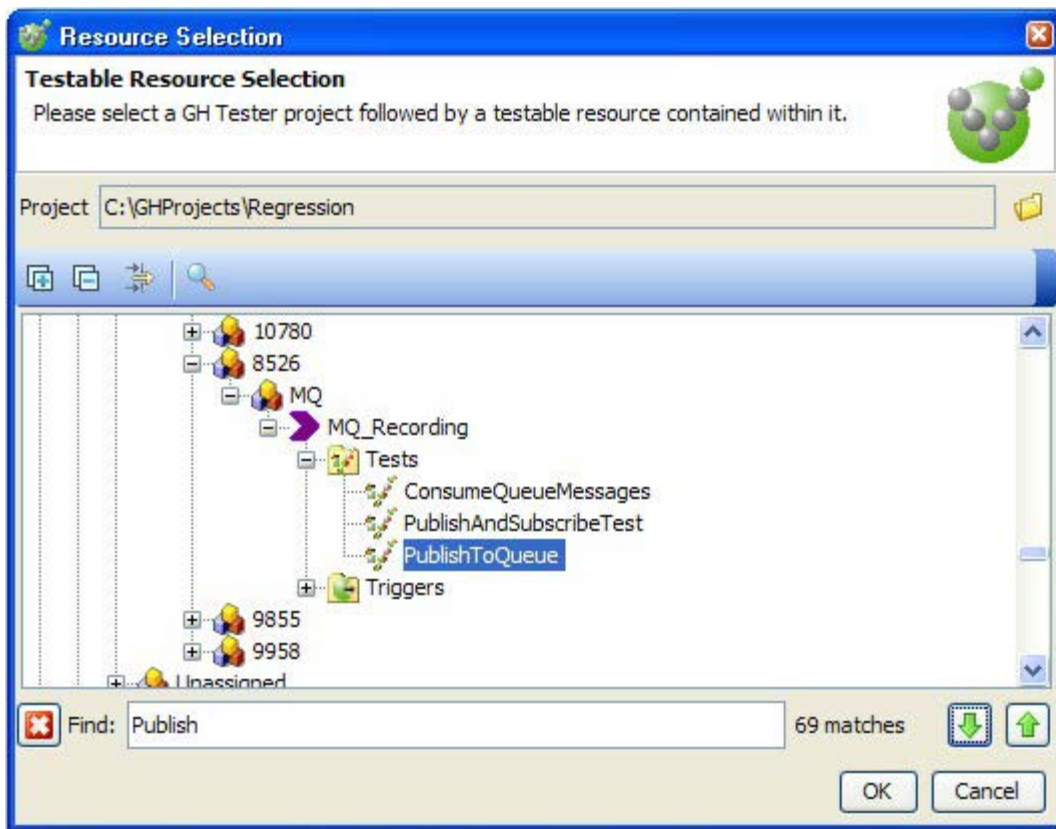 Resource Selection
Testable Resource Selection
Please select a GH Tester project followed by a testable resource contained within it.
Project C:\GHProjects\Regression
10780
8526
MQ
MQ_Recording
Tests
ConsumeQueueMessages
PublishAndSubscribeTest
PublishToQueue
Triggers
9855
9958
Unassigned
Find: Publish 69 matches
OK Cancel